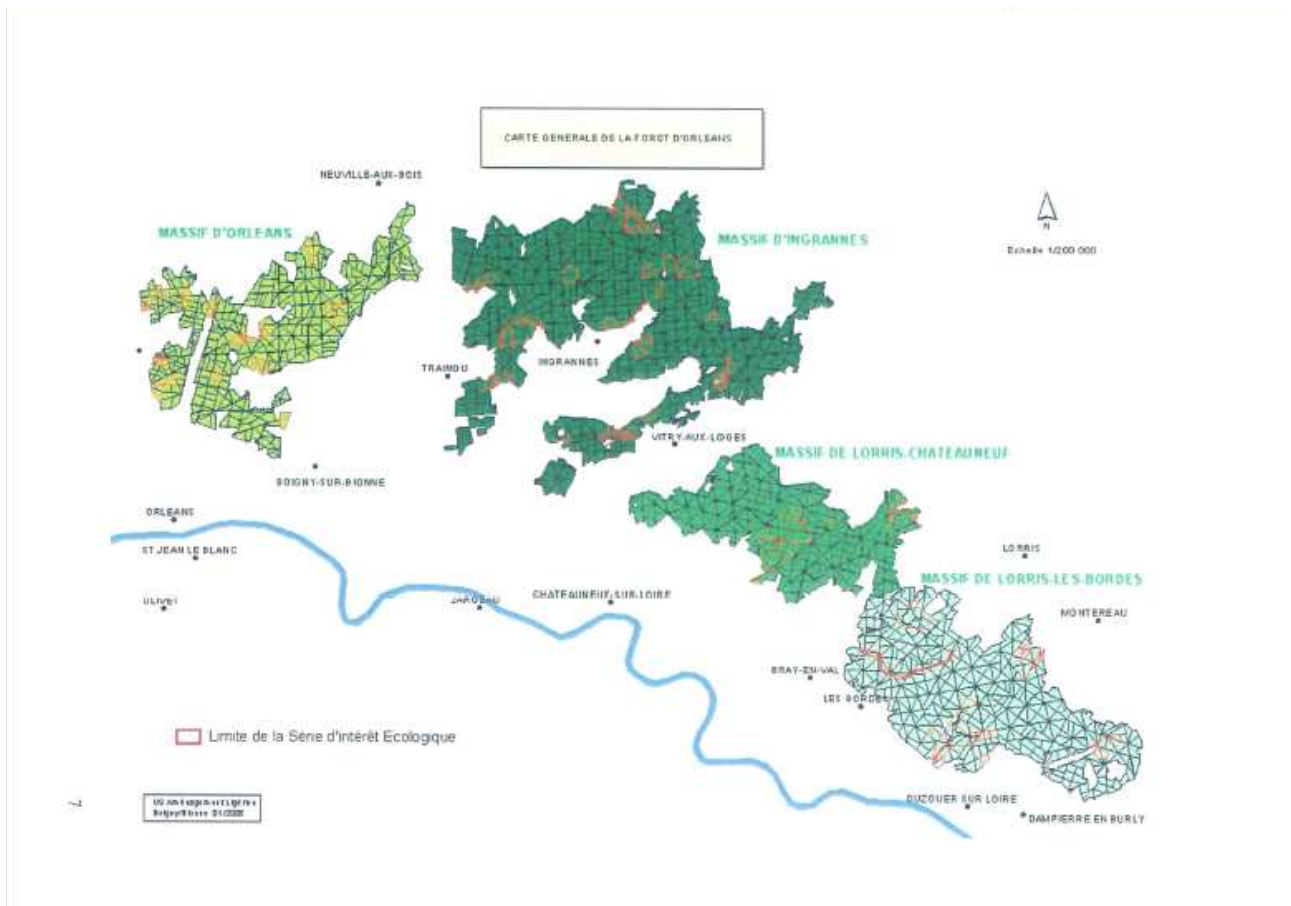 CARTE GENERALE DE LA FORET D'ORLEANS
NEUVILLE-AUX-BOIS
MASSIF D'ORLEANS
MASSIF D'INGRANNES
N
Echelle 1/200 000
TRAINOU
INGRANNES
VITRY-AUX-LOGES
MASSIF DE LORRIS-CHATEAUNEUF
BOIGNY-SUR-BIONNE
ORLEANS
ST JEAN LE BLANC
LORRIS
MASSIF DE LORRIS-LES-BORDES
OLIVET
JARGEAU
CHATEAUNEUF-SUR-LOIRE
MONTEREAU
BRAY-EN-VAL
LES BORDES
Limite de la Série d'intérêt Ecologique
OUZOUER SUR LOIRE
DAMPIERRE EN BURLY
7